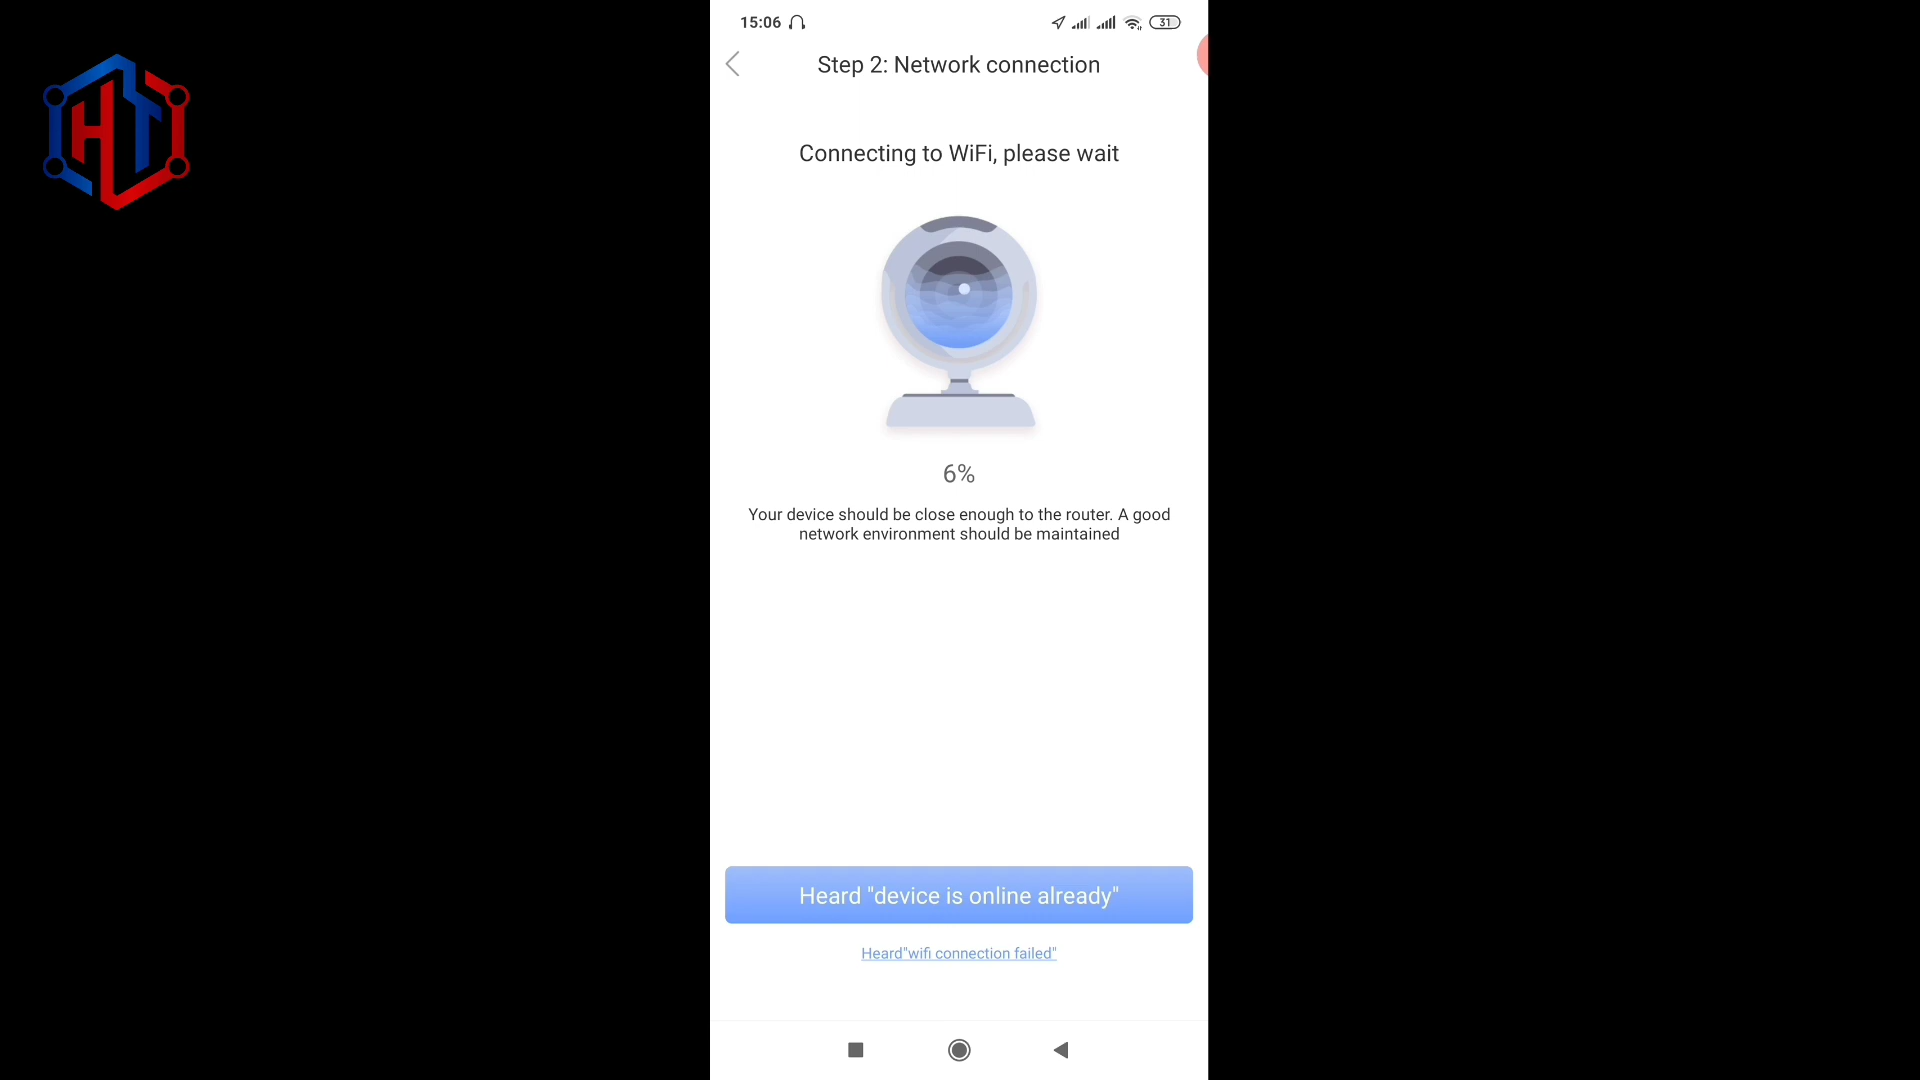 15:06
31
Step 2: Network connection
Connecting to WiFi, please wait
6%
Your device should be close enough to the router. A good
network environment should be maintained
Heard "device is online already"
Heard"wifi connection failed"